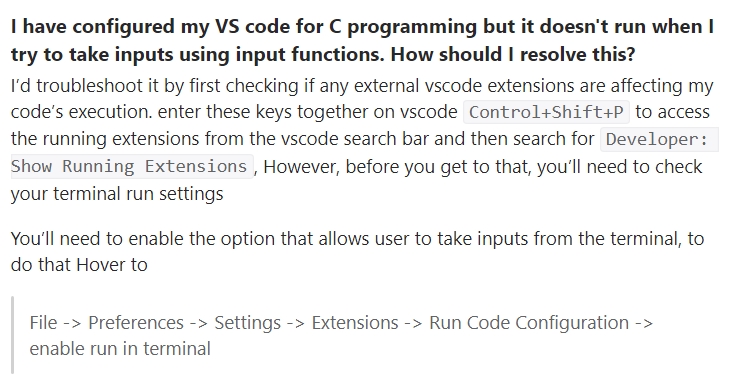 I have configured my VS code for C programming but it doesn't run when I
try to take inputs using input functions. How should I resolve this?
I'd troubleshoot it by first checking if any external vscode extensions are affecting my
code's execution. enter these keys together on vscode Control+Shift+P to access
the running extensions from the vscode search bar and then search for Developer:
Show Running Extensions , However, before you get to that, you'll need to check
your terminal run settings
You'll need to enable the option that allows user to take inputs from the terminal, to
do that Hover to
File -> Preferences -> Settings -> Extensions -> Run Code Configuration ->
enable run in terminal